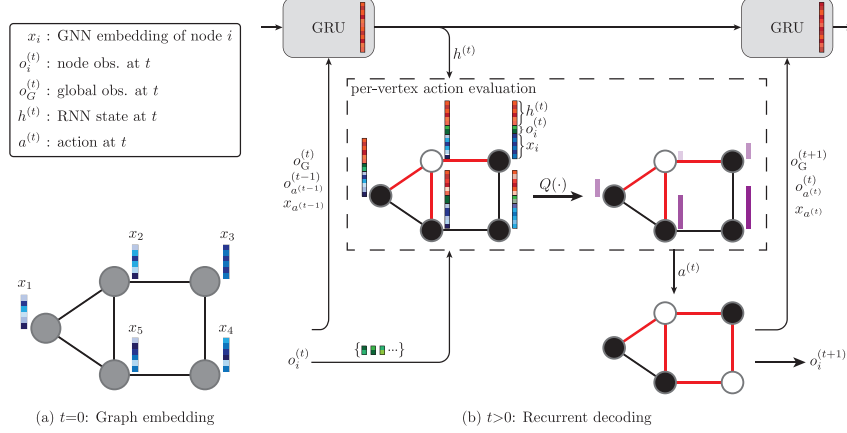 x_i : GNN embedding of node i
o_i^{(t)} : node obs. at t
o_G^{(t)} : global obs. at t
h^{(t)} : RNN state at t
a^{(t)} : action at t
x_1
x_2
x_3
x_5
x_4
(a) t=0: Graph embedding
GRU
GRU
h^{(t)}
per-vertex action evaluation
}h^{(t)}
}o_i^{(t)}
}x_i
o_G^{(t)}
o_{a^{(t-1)}}^{(t-1)}
x_{a^{(t-1)}}
Q(·)
o_G^{(t+1)}
o_{a^{(t)}}^{(t)}
x_{a^{(t)}}
a^{(t)}
o_i^{(t)}
{ ···}
o_i^{(t+1)}
(b) t>0: Recurrent decoding